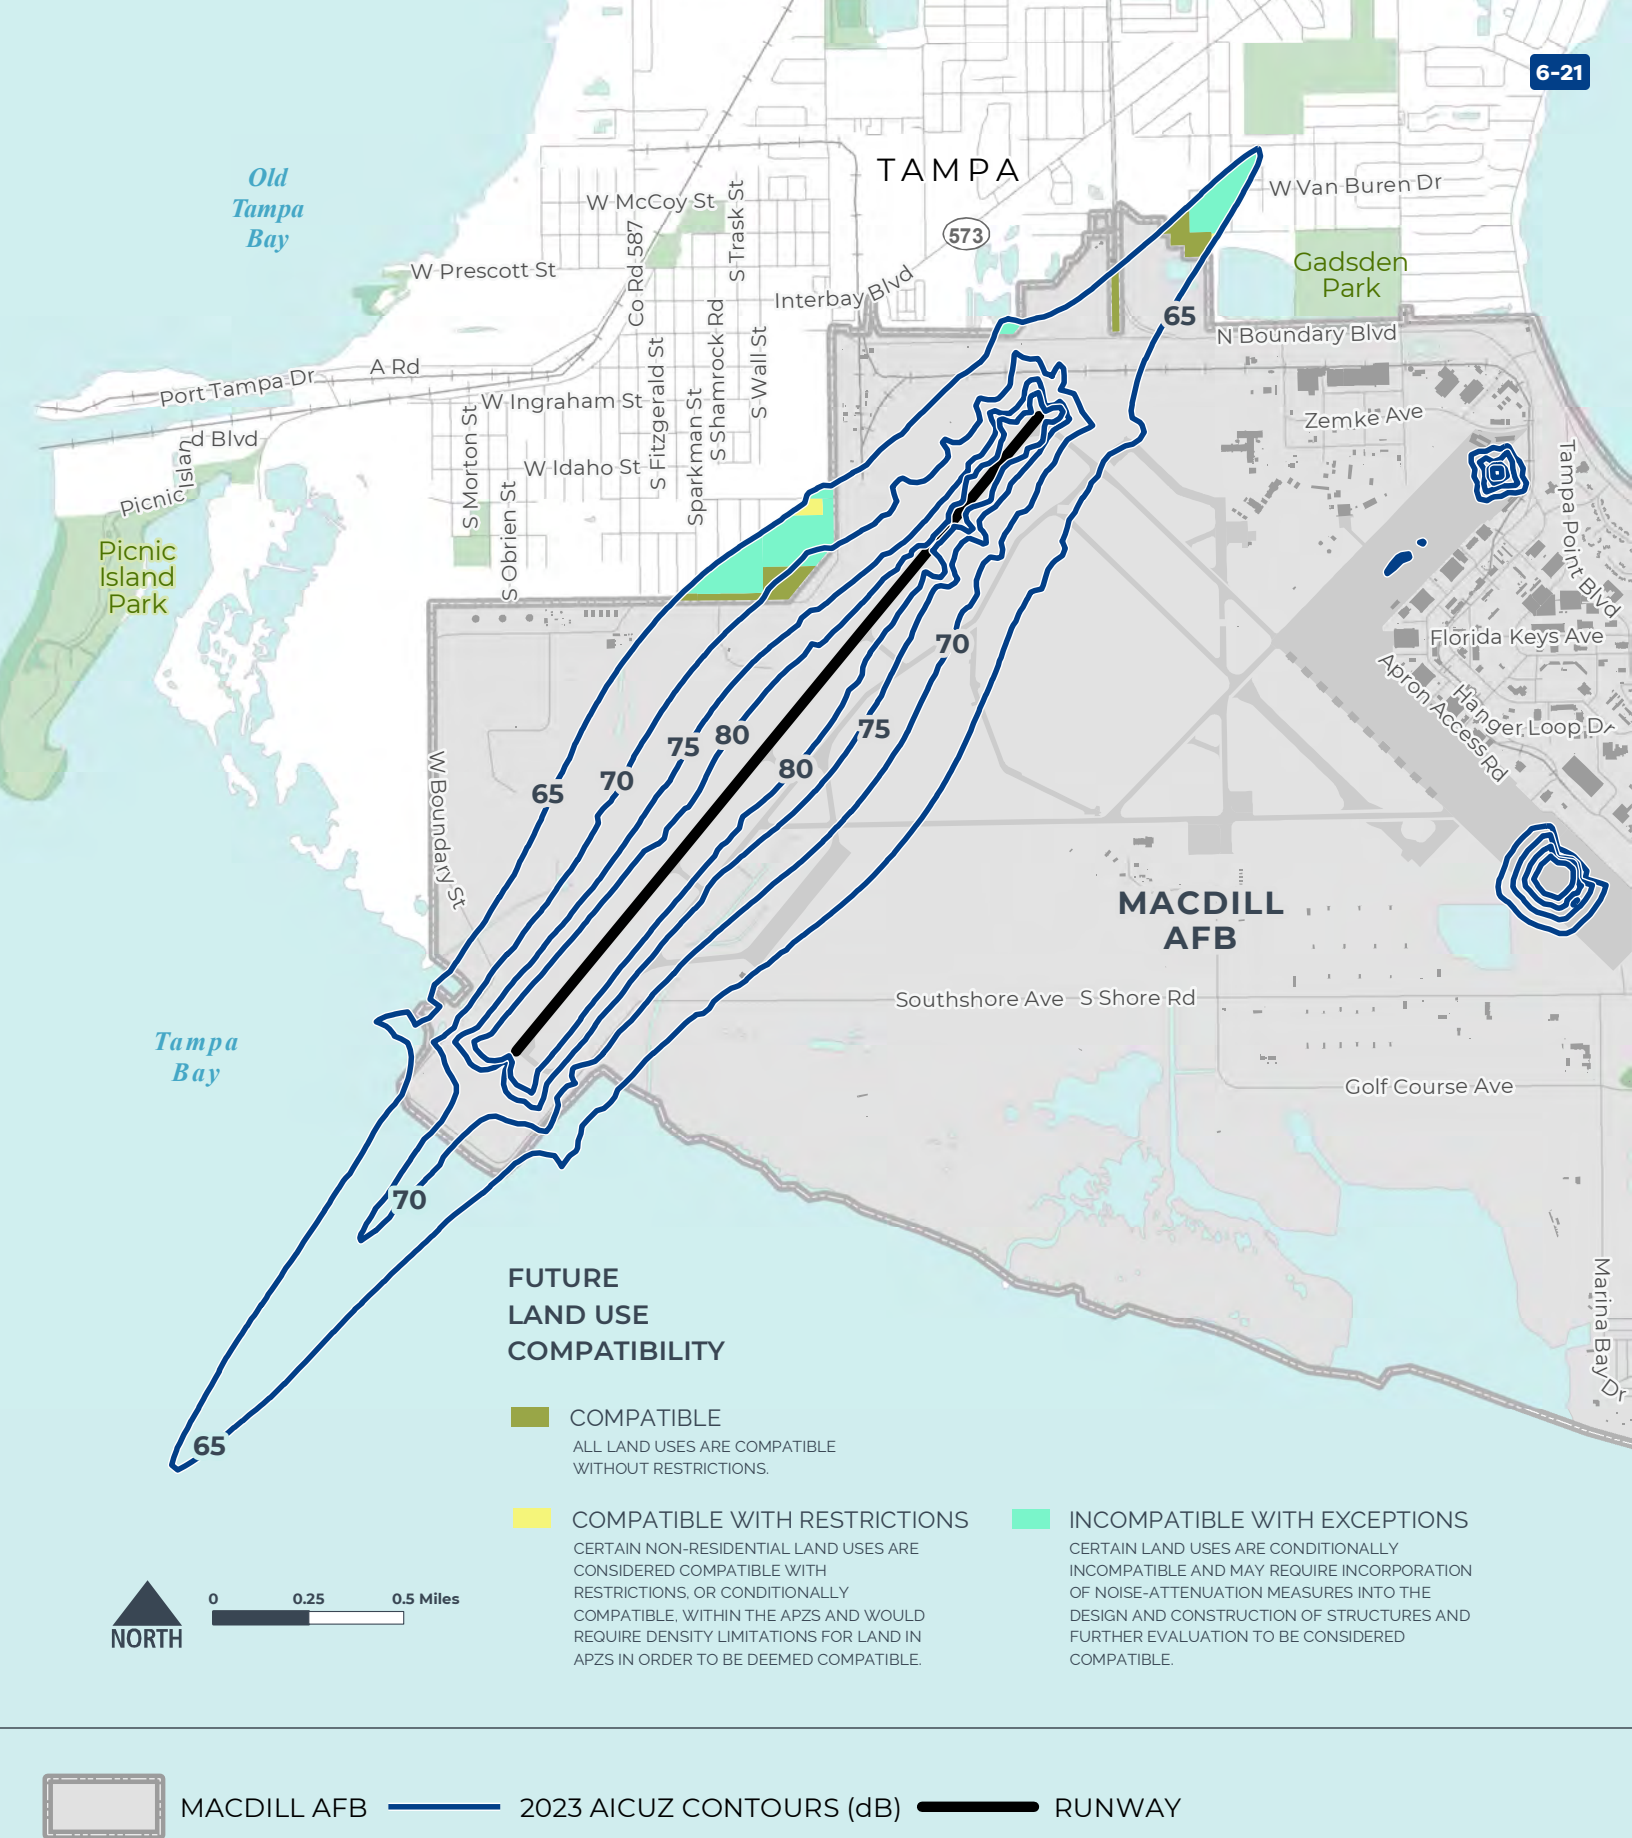 6-21
TAMPA
Old
Tampa
Bay
W McCoy St
S Trask St
573
W Van Buren Dr
W Prescott St
Co Rd 587
Interbay Blvd
Gadsden
Park
65
N Boundary Blvd
A Rd
Port Tampa Dr
W Ingraham St
S Fitzgerald St
S Shamrock Rd
S Wall St
Sparkman St
Zemke Ave
Picnic Island Blvd
S Morton St
W Idaho St
S Obrien St
Tampa Point Blvd
Picnic
Island
Park
70
Florida Keys Ave
Apron Access Rd
Hanger Loop Dr
75
80
75
80
70
65
W Boundary St
MACDILL
AFB
Southshore Ave
S Shore Rd
Tampa
Bay
Golf Course Ave
70
Marina Bay Dr
65
FUTURE
LAND USE
COMPATIBILITY
COMPATIBLE
ALL LAND USES ARE COMPATIBLE
WITHOUT RESTRICTIONS.
COMPATIBLE WITH RESTRICTIONS
CERTAIN NON-RESIDENTIAL LAND USES ARE
CONSIDERED COMPATIBLE WITH
RESTRICTIONS, OR CONDITIONALLY
COMPATIBLE, WITHIN THE APZS AND WOULD
REQUIRE DENSITY LIMITATIONS FOR LAND IN
APZS IN ORDER TO BE DEEMED COMPATIBLE.
INCOMPATIBLE WITH EXCEPTIONS
CERTAIN LAND USES ARE CONDITIONALLY
INCOMPATIBLE AND MAY REQUIRE INCORPORATION
OF NOISE-ATTENUATION MEASURES INTO THE
DESIGN AND CONSTRUCTION OF STRUCTURES AND
FURTHER EVALUATION TO BE CONSIDERED
COMPATIBLE.
NORTH
0 0.25 0.5 Miles
MACDILL AFB
2023 AICUZ CONTOURS (dB)
RUNWAY